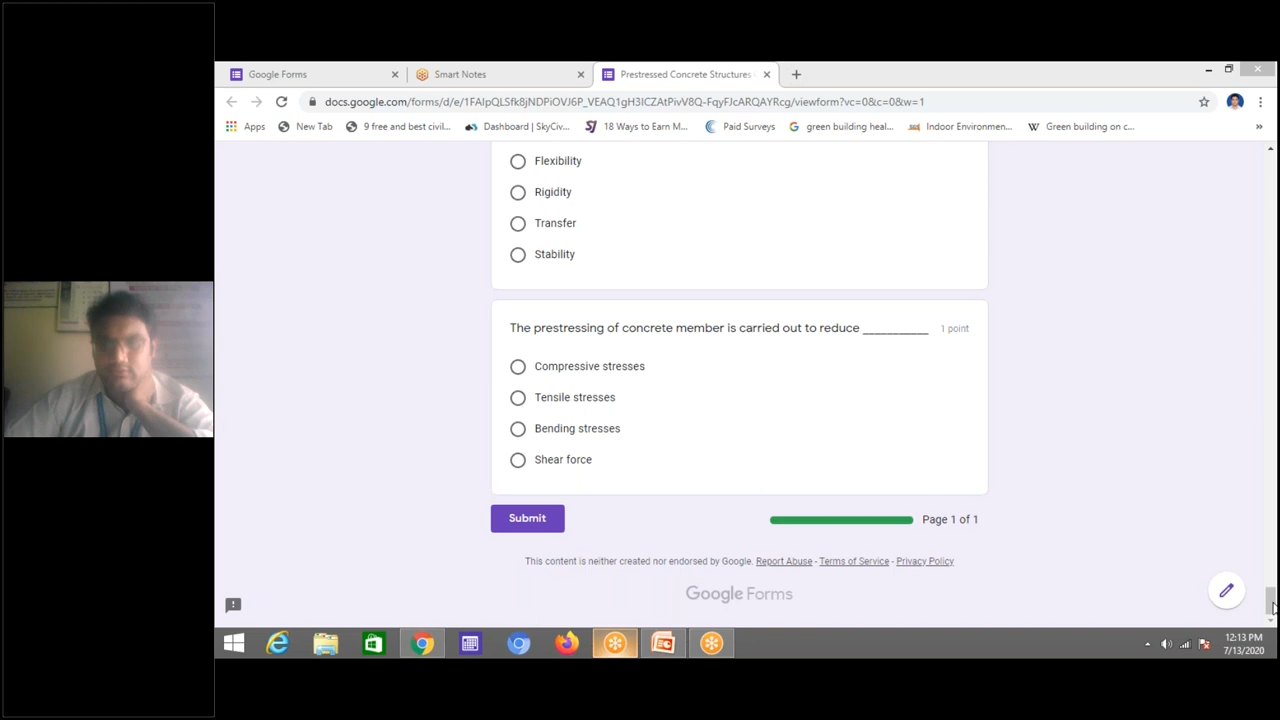 Google Forms
Smart Notes
Prestressed Concrete Structures
docs.google.com/forms/d/e/1FAIpQLSfk8jNDPiOVJ6P_VEAQ1gH3ICZAtPivV8Q-FqyFJcARQAYRcg/viewform?vc=0&c=0&w=1
Apps
New Tab
9 free and best civil...
Dashboard | SkyCiv...
18 Ways to Earn M...
Paid Surveys
green building heal...
Indoor Environmen...
Green building on c...
»
Flexibility
Rigidity
Transfer
Stability
The prestressing of concrete member is carried out to reduce ___________ 1 point
Compressive stresses
Tensile stresses
Bending stresses
Shear force
Submit
Page 1 of 1
This content is neither created nor endorsed by Google. Report Abuse - Terms of Service - Privacy Policy
Google Forms
12:13 PM
7/13/2020